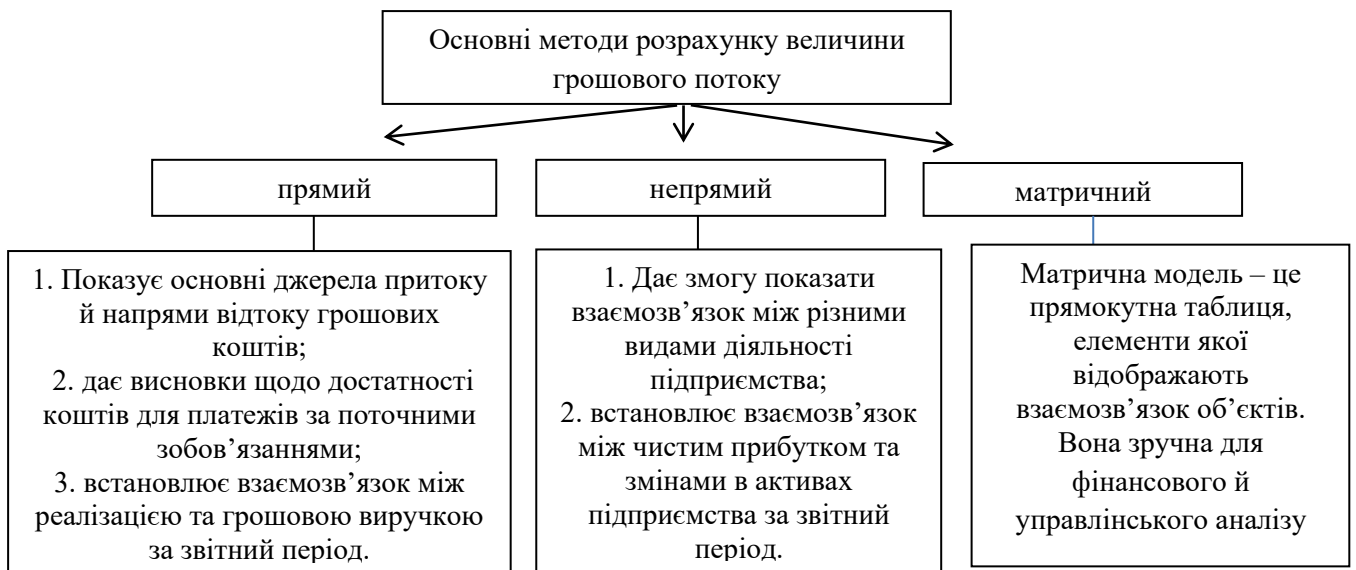 Основні методи розрахунку величини
грошового потоку
прямий
непрямий
матричний
1. Показує основні джерела притоку
й напрями відтоку грошових
коштів;
2. дає висновки щодо достатності
коштів для платежів за поточними
зобов’язаннями;
3. встановлює взаємозв’язок між
реалізацією та грошовою виручкою
за звітний період.
1. Дає змогу показати
взаємозв’язок між різними
видами діяльності
підприємства;
2. встановлює взаємозв’язок
між чистим прибутком та
змінами в активах
підприємства за звітний
період.
Матрична модель – це
прямокутна таблиця,
елементи якої
відображають
взаємозв’язок об’єктів.
Вона зручна для
фінансового й
управлінського аналізу